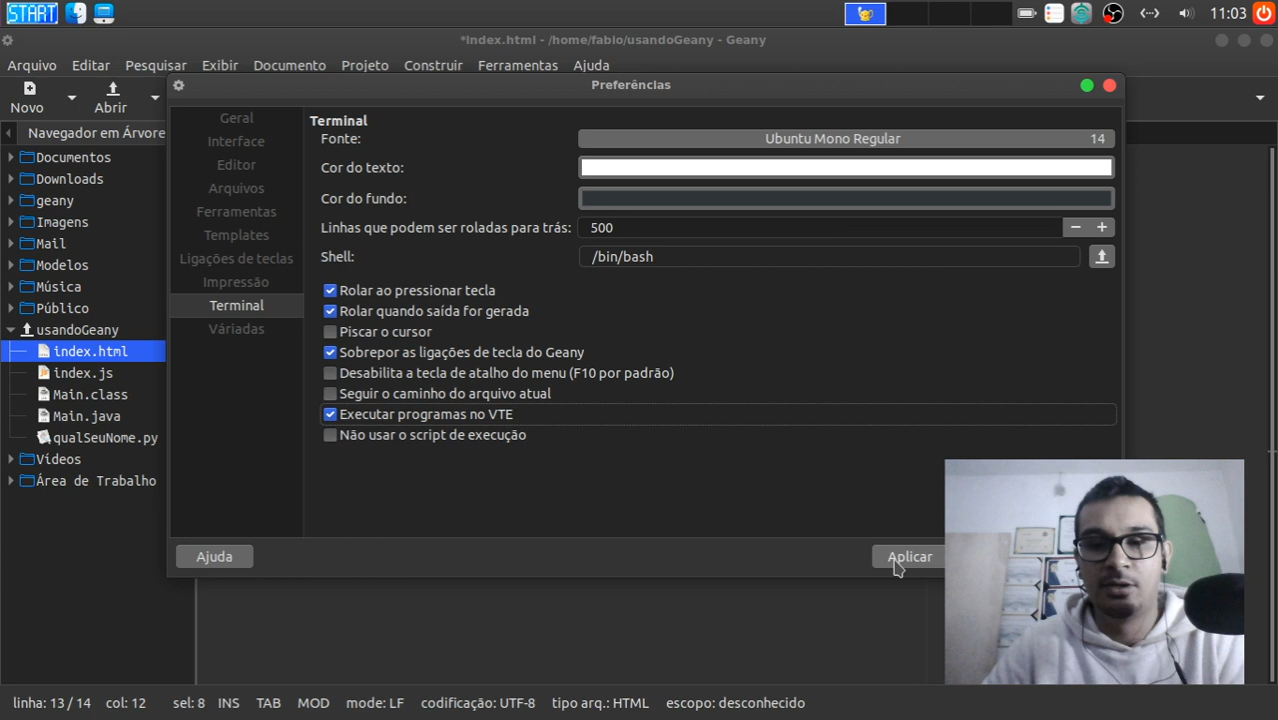 START
11:03
*index.html - /home/fabio/usandoGeany - Geany
Arquivo Editar Pesquisar Exibir Documento Projeto Construir Ferramentas Ajuda
Novo
Abrir
Navegador em Árvore
Documentos
Downloads
geany
Imagens
Mail
Modelos
Música
Público
usandoGeany
index.html
index.js
Main.class
Main.java
qualSeuNome.py
Vídeos
Área de Trabalho
Preferências
Geral
Interface
Editor
Arquivos
Ferramentas
Templates
Ligações de teclas
Impressão
Terminal
Váriadas
Terminal
Fonte: Ubuntu Mono Regular 14
Cor do texto:
Cor do fundo:
Linhas que podem ser roladas para trás: 500
Shell: /bin/bash
Rolar ao pressionar tecla
Rolar quando saída for gerada
Piscar o cursor
Sobrepor as ligações de tecla do Geany
Desabilita a tecla de atalho do menu (F10 por padrão)
Seguir o caminho do arquivo atual
Executar programas no VTE
Não usar o script de execução
Ajuda
Aplicar
linha: 13 / 14 col: 12 sel: 8 INS TAB MOD mode: LF codificação: UTF-8 tipo arq.: HTML escopo: desconhecido